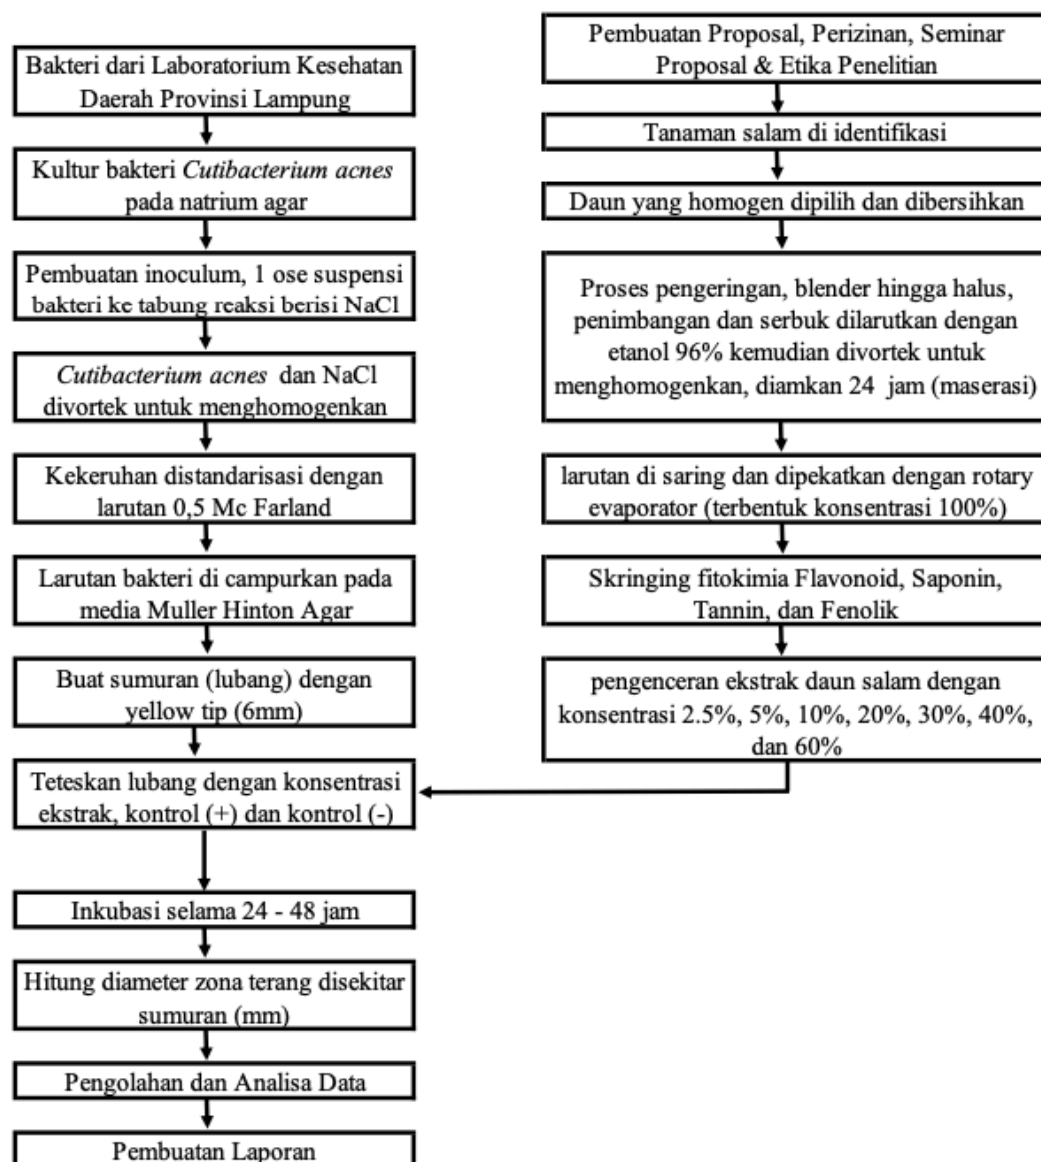 Bakteri dari Laboratorium Kesehatan
Daerah Provinsi Lampung
Kultur bakteri Cutibacterium acnes
pada natrium agar
Pembuatan inoculum, 1 ose suspensi
bakteri ke tabung reaksi berisi NaCl
Cutibacterium acnes dan NaCl
divortek untuk menghomogenkan
Kekeruhan distandarisasi dengan
larutan 0,5 Mc Farland
Larutan bakteri di campurkan pada
media Muller Hinton Agar
Buat sumuran (lubang) dengan
yellow tip (6mm)
Teteskan lubang dengan konsentrasi
ekstrak, kontrol (+) dan kontrol (-)
Inkubasi selama 24 - 48 jam
Hitung diameter zona terang disekitar
sumuran (mm)
Pengolahan dan Analisa Data
Pembuatan Laporan
Pembuatan Proposal, Perizinan, Seminar
Proposal & Etika Penelitian
Tanaman salam di identifikasi
Daun yang homogen dipilih dan dibersihkan
Proses pengeringan, blender hingga halus,
penimbangan dan serbuk dilarutkan dengan
etanol 96% kemudian divortek untuk
menghomogenkan, diamkan 24 jam (maserasi)
larutan di saring dan dipekatkan dengan rotary
evaporator (terbentuk konsentrasi 100%)
Skringing fitokimia Flavonoid, Saponin,
Tannin, dan Fenolik
pengenceran ekstrak daun salam dengan
konsentrasi 2.5%, 5%, 10%, 20%, 30%, 40%,
dan 60%